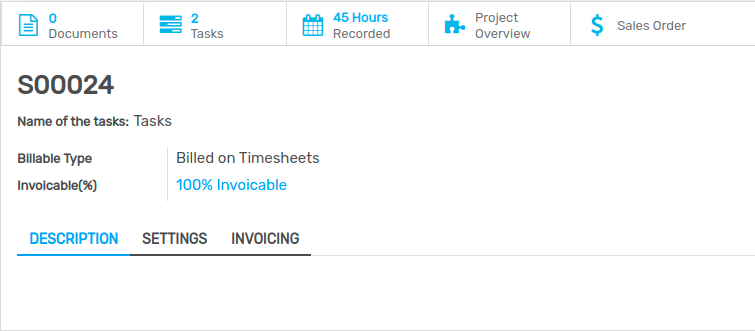 0
Documents
2
Tasks
45 Hours
Recorded
Project
Overview
Sales Order
S00024
Name of the tasks: Tasks
Billable Type Billed on Timesheets
Invoicable(%) 100% Invoicable
DESCRIPTION SETTINGS INVOICING